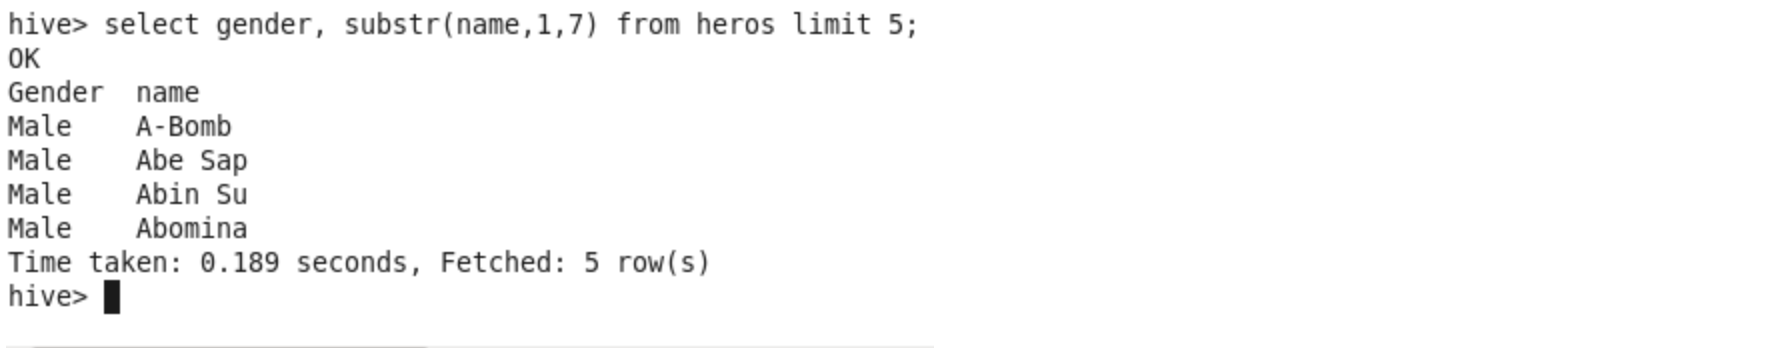 hive> select gender, substr(name,1,7) from heros limit 5;
OK
Gender  name
Male    A-Bomb
Male    Abe Sap
Male    Abin Su
Male    Abomina
Time taken: 0.189 seconds, Fetched: 5 row(s)
hive>